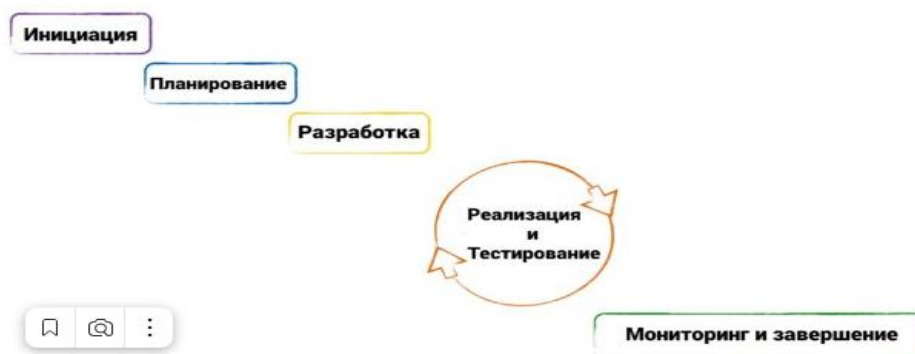 Инициация
Планирование
Разработка
Реализация
и
Тестирование
Мониторинг и завершение